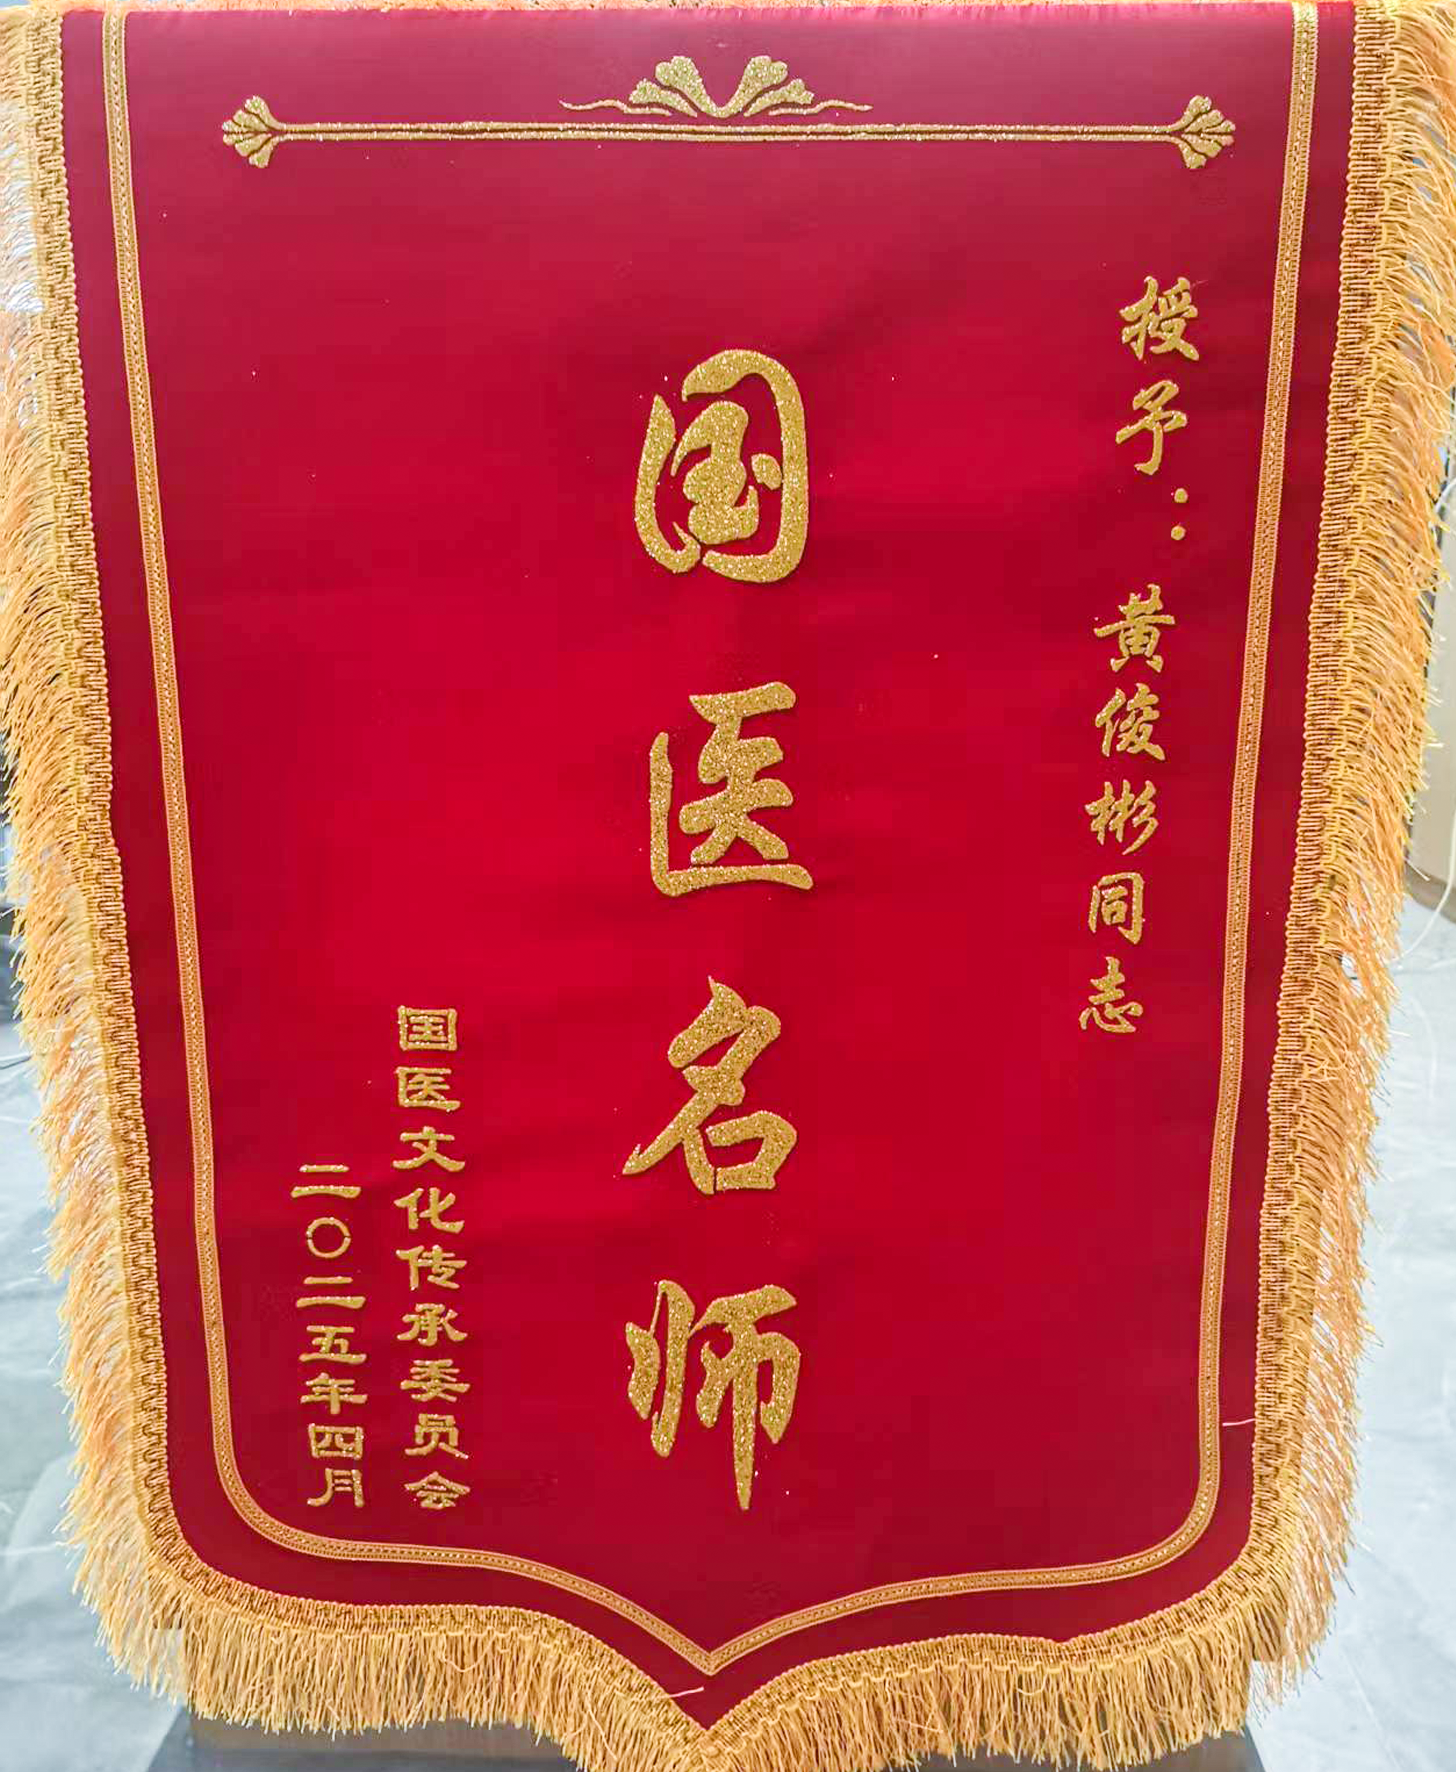 授予：黄俊彬同志
国医名师
国医文化传承委员会
二〇二五年四月